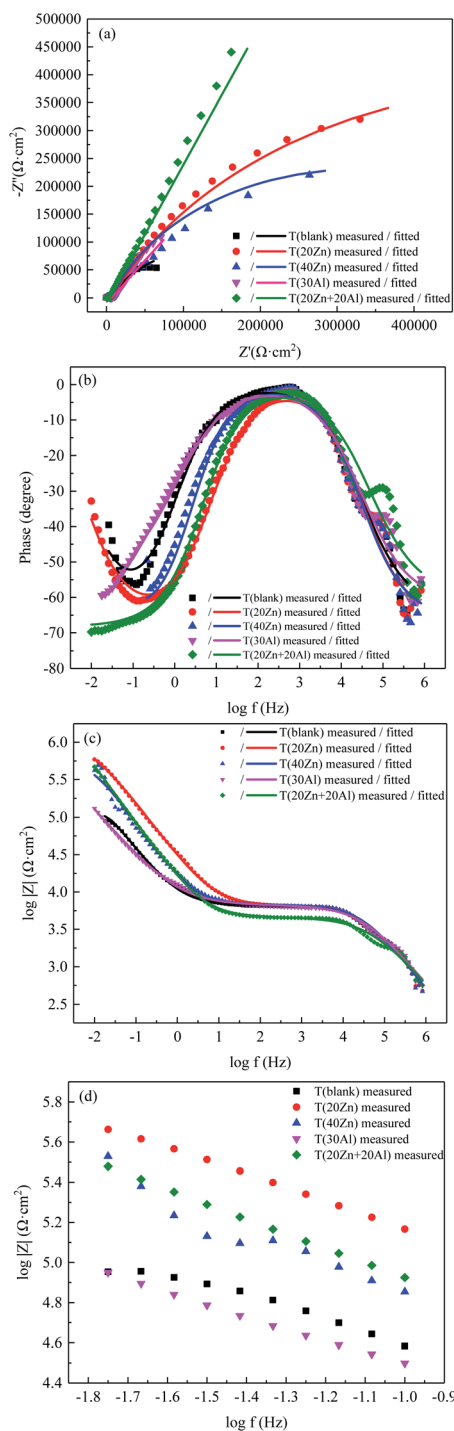 (a)
500000
450000
400000
350000
300000
250000
200000
150000
100000
50000
0
-Z''(Ω·cm²)
/ T(blank) measured / fitted
/ T(20Zn) measured / fitted
/ T(40Zn) measured / fitted
/ T(30Al) measured / fitted
/ T(20Zn+20Al) measured / fitted
0 100000 200000 300000 400000
Z'(Ω·cm²)
(b)
0
-10
-20
-30
-40
-50
-60
-70
-80
Phase (degree)
/ T(blank) measured / fitted
/ T(20Zn) measured / fitted
/ T(40Zn) measured / fitted
/ T(30Al) measured / fitted
/ T(20Zn+20Al) measured / fitted
-2 -1 0 1 2 3 4 5 6
log f (Hz)
(c)
6.0
5.5
5.0
4.5
4.0
3.5
3.0
2.5
log |Z| (Ω·cm²)
/ T(blank) measured / fitted
/ T(20Zn) measured / fitted
/ T(40Zn) measured / fitted
/ T(30Al) measured / fitted
/ T(20Zn+20Al) measured / fitted
-2 -1 0 1 2 3 4 5 6
log f (Hz)
(d)
6.0
5.8
5.6
5.4
5.2
5.0
4.8
4.6
4.4
log |Z| (Ω·cm²)
T(blank) measured
T(20Zn) measured
T(40Zn) measured
T(30Al) measured
T(20Zn+20Al) measured
-1.8 -1.7 -1.6 -1.5 -1.4 -1.3 -1.2 -1.1 -1.0 -0.9
log f (Hz)